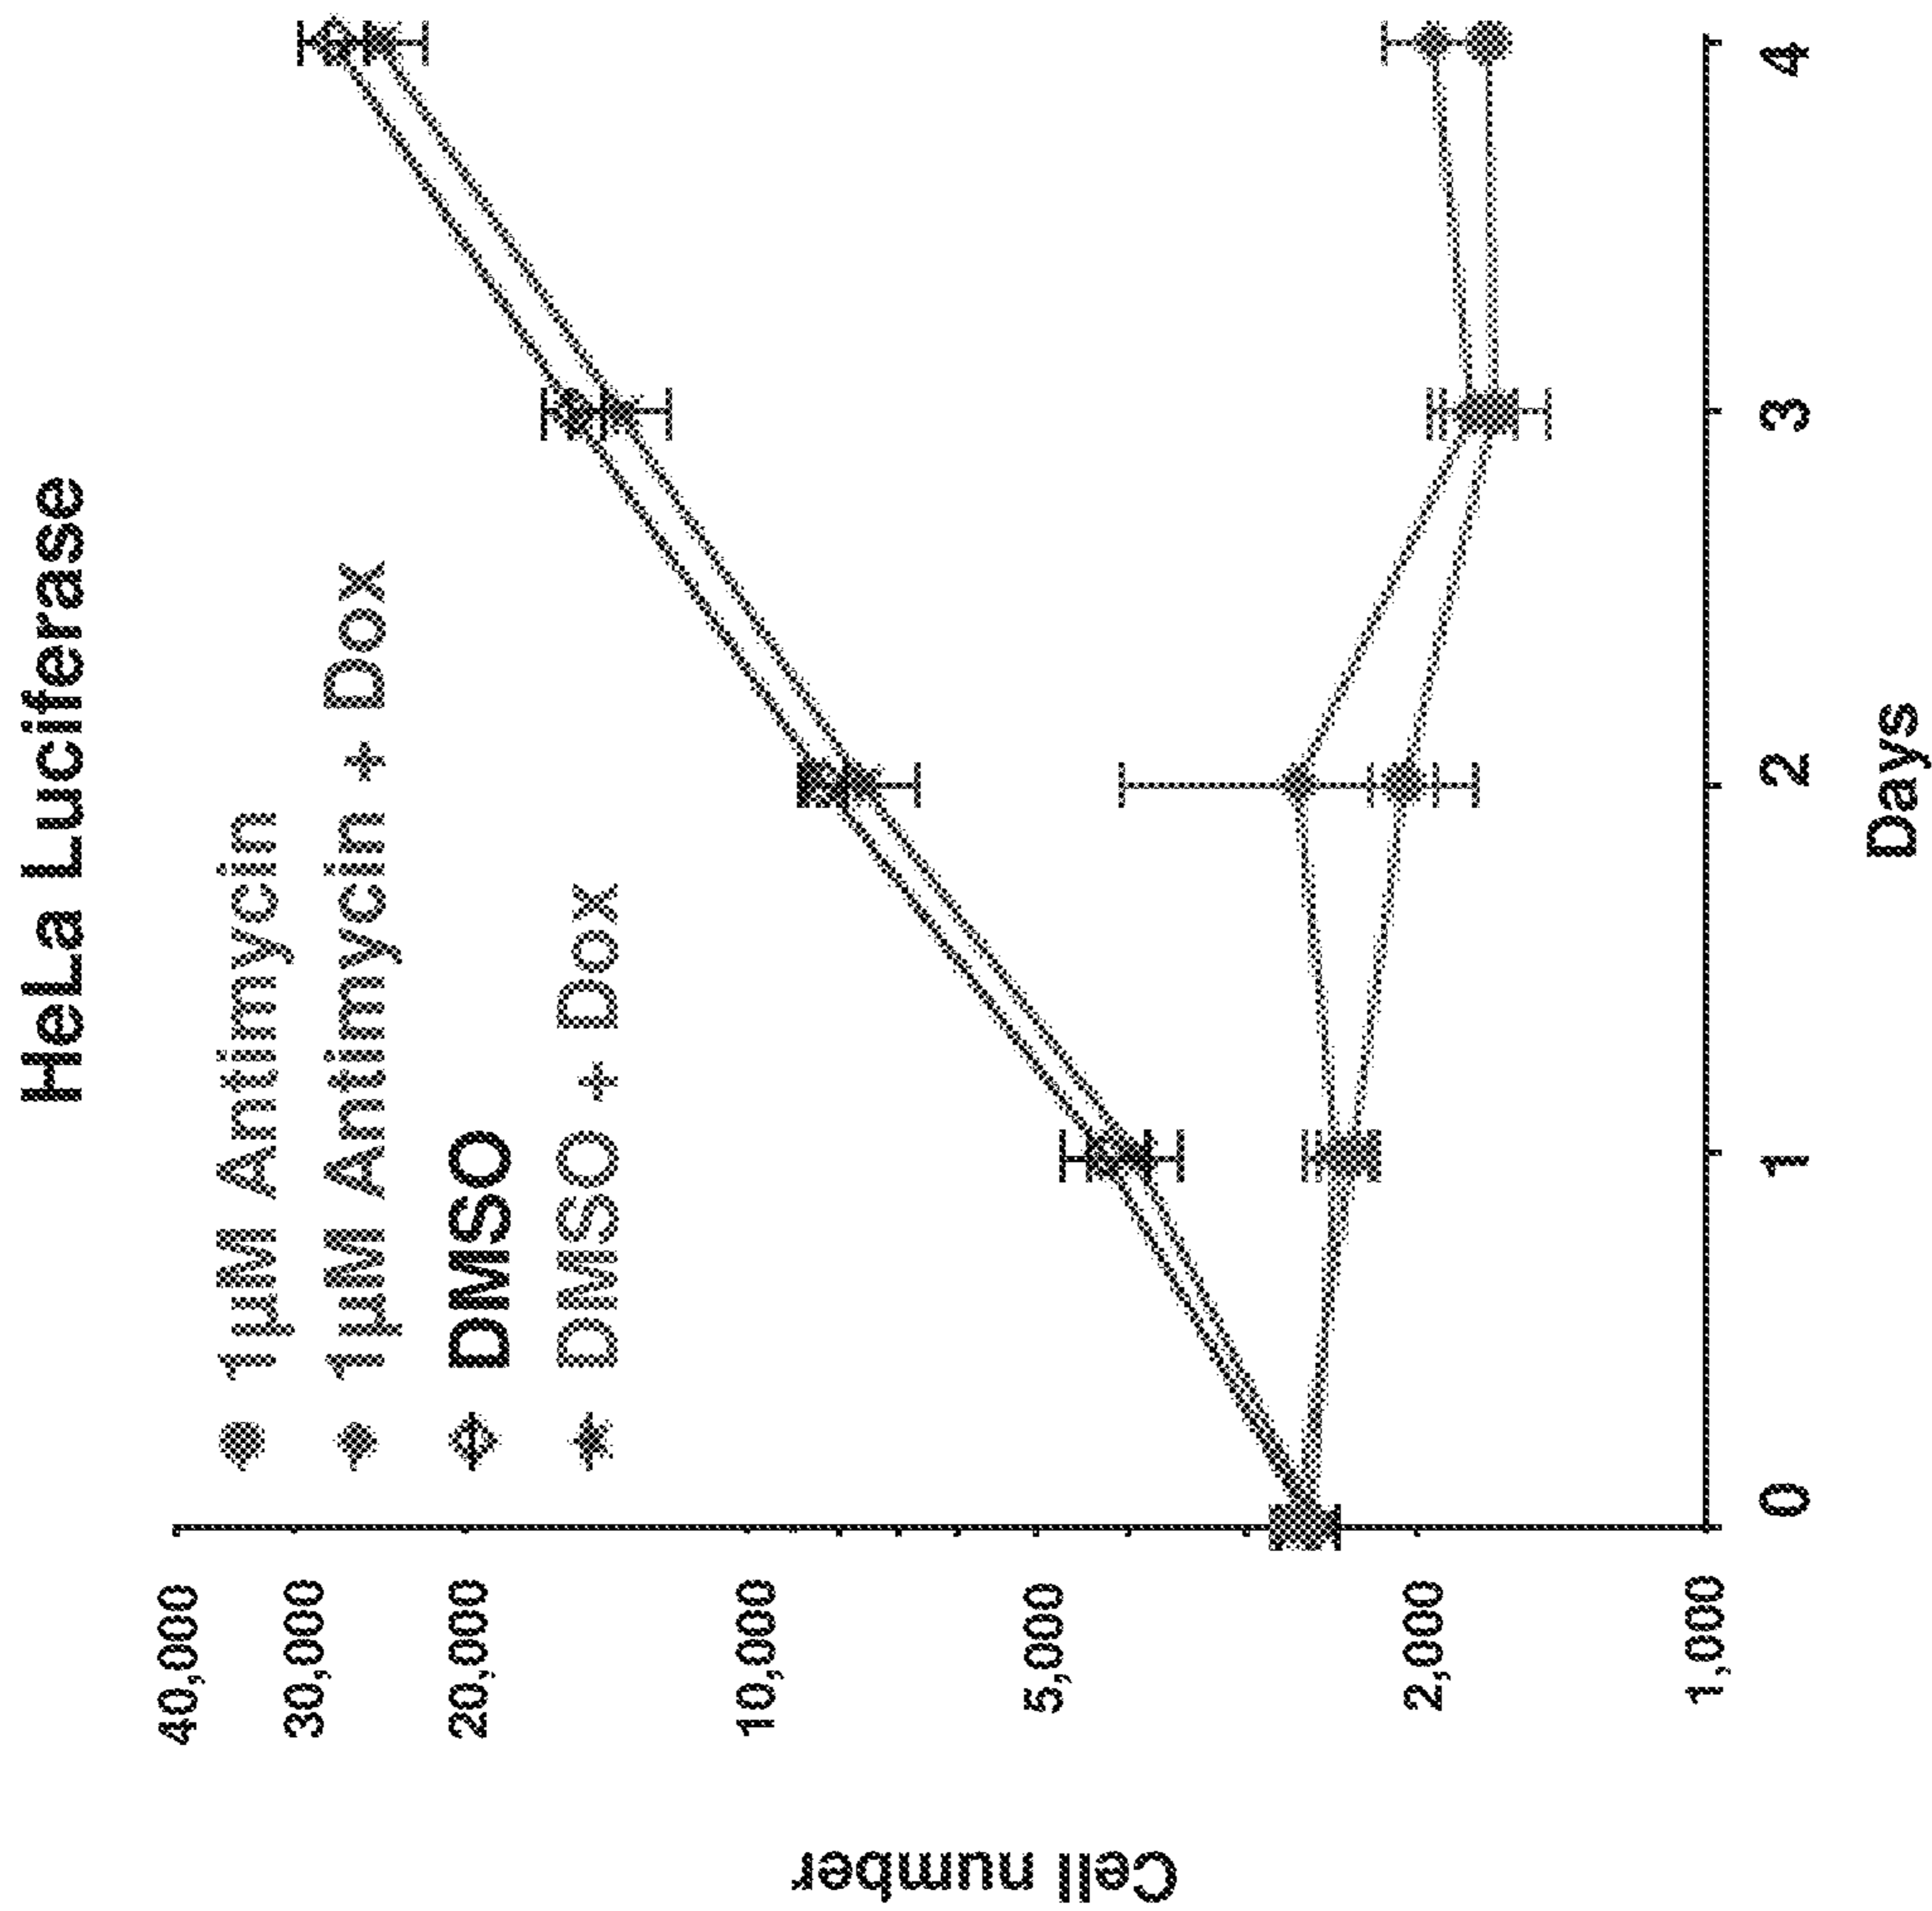 HeLa Luciferase
1µM Antimycin
1µM Antimycin + Dox
DMSO
DMSO + Dox
Cell number
40,000
30,000
20,000
10,000
5,000
2,000
1,000
0 1 2 3 4
Days